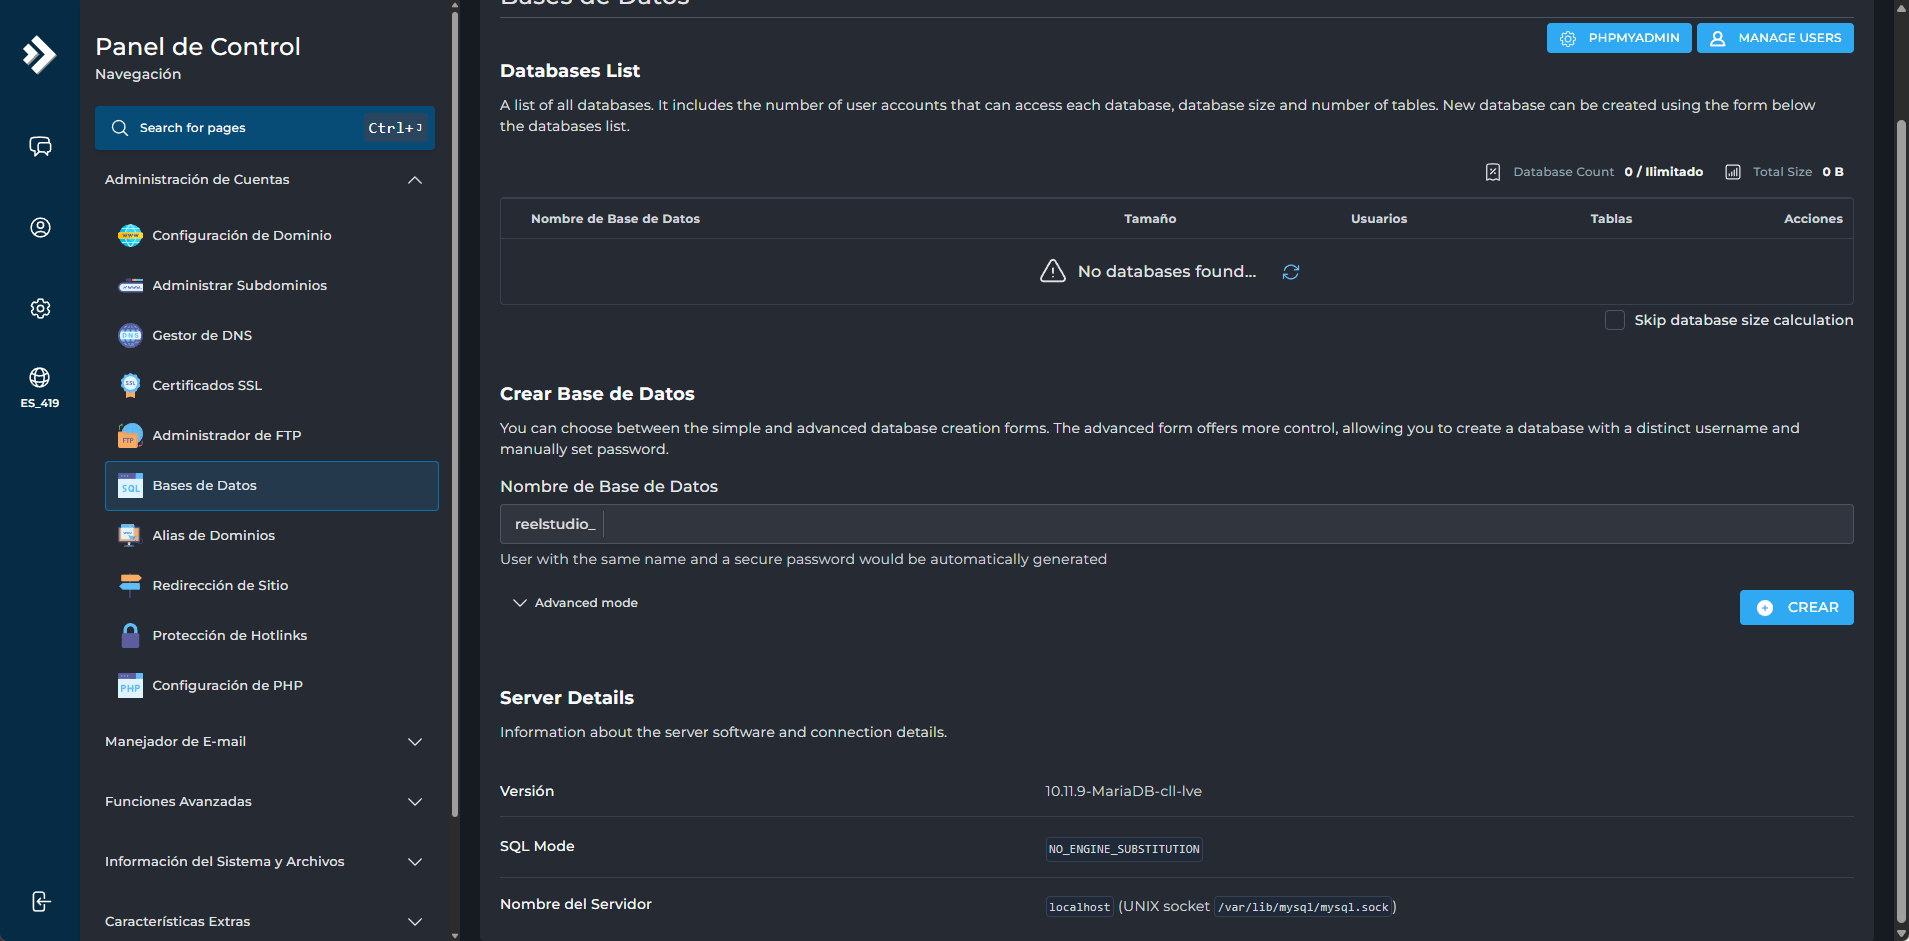 Panel de Control
Navegación
Search for pages
Ctrl+J
Administración de Cuentas
Configuración de Dominio
Administrar Subdominios
Gestor de DNS
Certificados SSL
Administrador de FTP
Bases de Datos
Alias de Dominios
Redirección de Sitio
Protección de Hotlinks
Configuración de PHP
Manejador de E-mail
Funciones Avanzadas
Información del Sistema y Archivos
Características Extras
ES_419
Bases de Datos
PHPMYADMIN
MANAGE USERS
Databases List
A list of all databases. It includes the number of user accounts that can access each database, database size and number of tables. New database can be created using the form below
the databases list.
Database Count 0 / Ilimitado Total Size 0 B
Nombre de Base de Datos Tamaño Usuarios Tablas Acciones
No databases found...
Skip database size calculation
Crear Base de Datos
You can choose between the simple and advanced database creation forms. The advanced form offers more control, allowing you to create a database with a distinct username and
manually set password.
Nombre de Base de Datos
reelstudio_
User with the same name and a secure password would be automatically generated
Advanced mode
CREAR
Server Details
Information about the server software and connection details.
Versión 10.11.9-MariaDB-cll-lve
SQL Mode NO_ENGINE_SUBSTITUTION
Nombre del Servidor localhost (UNIX socket /var/lib/mysql/mysql.sock)